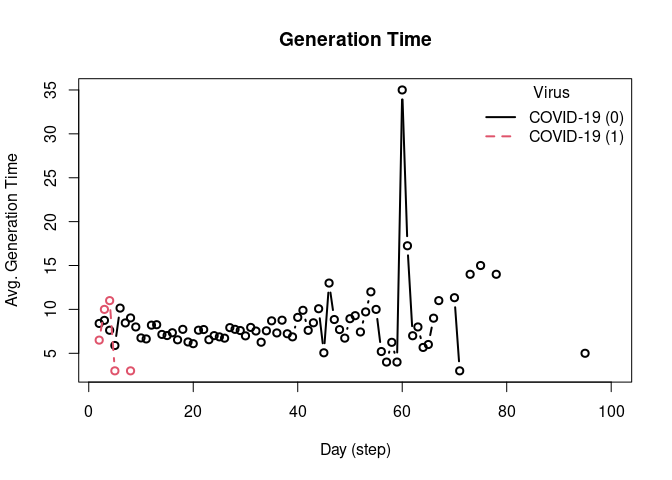 Generation Time
Virus
COVID-19 (0)
COVID-19 (1)
Avg. Generation Time
35
30
25
20
15
10
5
0 20 40 60 80 100
Day (step)